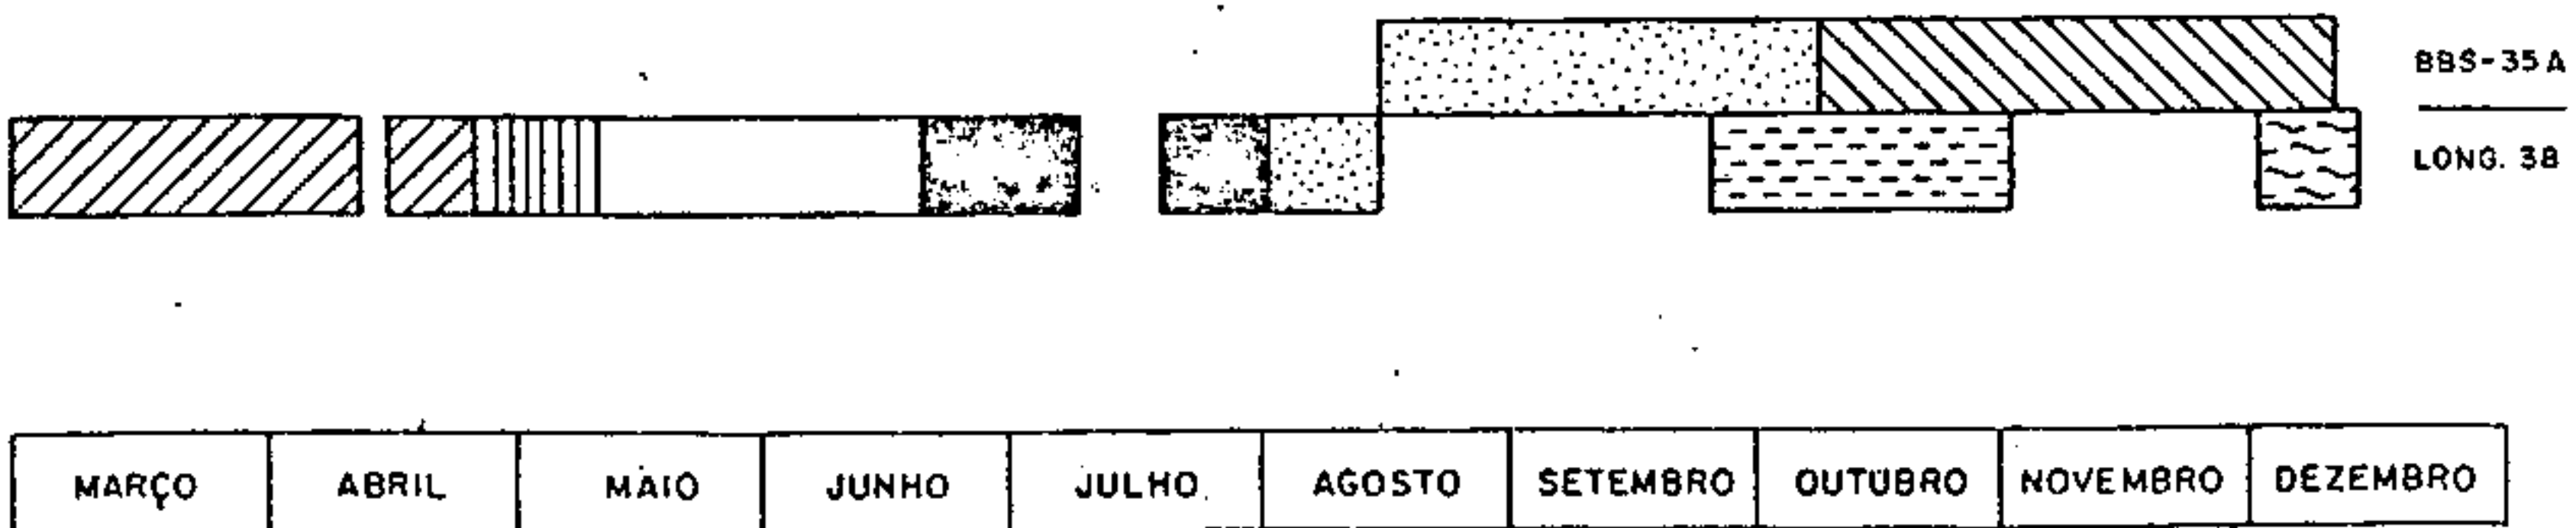 BBS-35A
LONG. 38
MARÇO ABRIL MAIO JUNHO JULHO AGOSTO SETEMBRO OUTUBRO NOVEMBRO DEZEMBRO